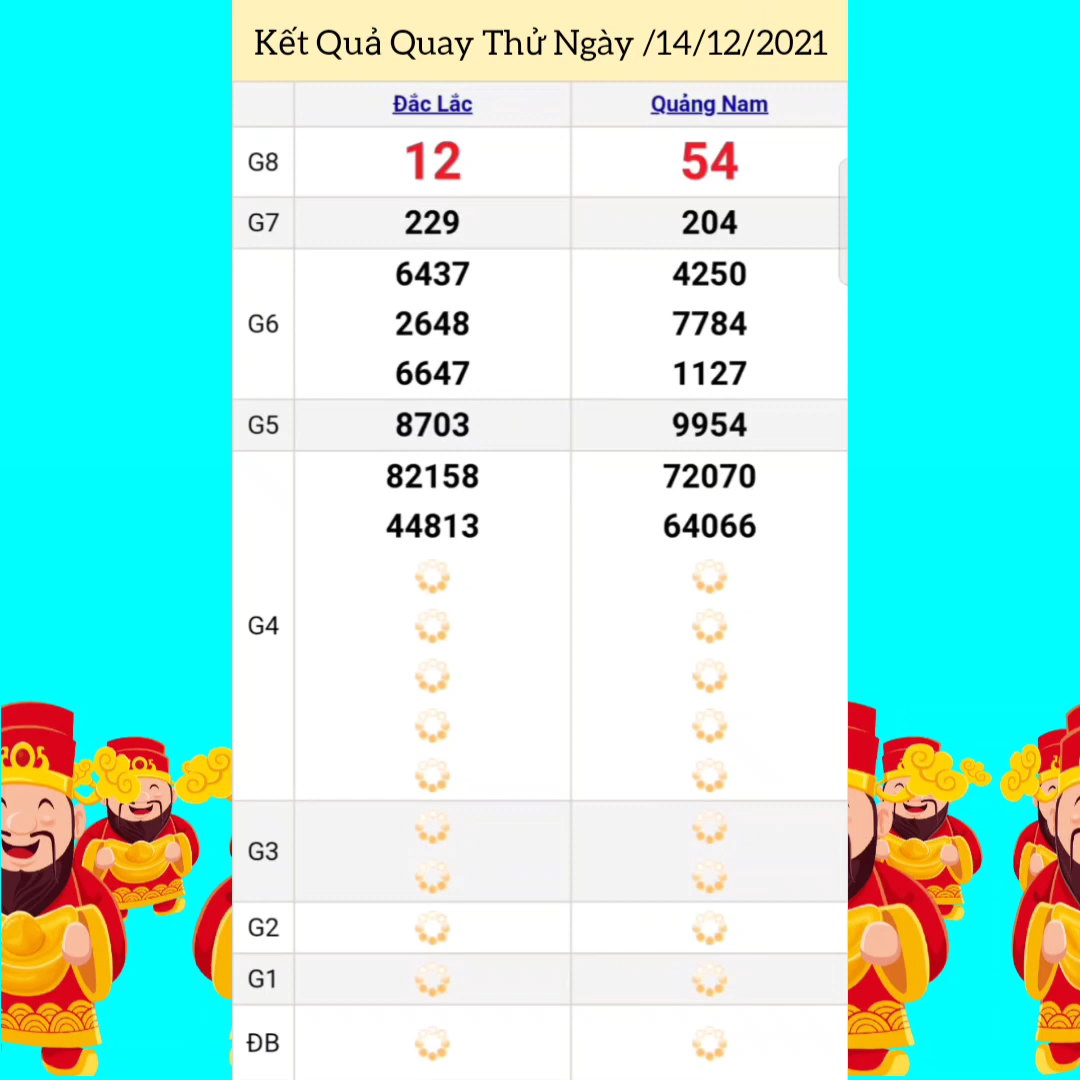 Kết Quả Quay Thử Ngày /14/12/2021
Đắc Lắc Quảng Nam
G8 12 54
G7 229 204
6437 4250
G6 2648 7784
6647 1127
G5 8703 9954
82158 72070
44813 64066
G4
G3
G2
G1
ĐB